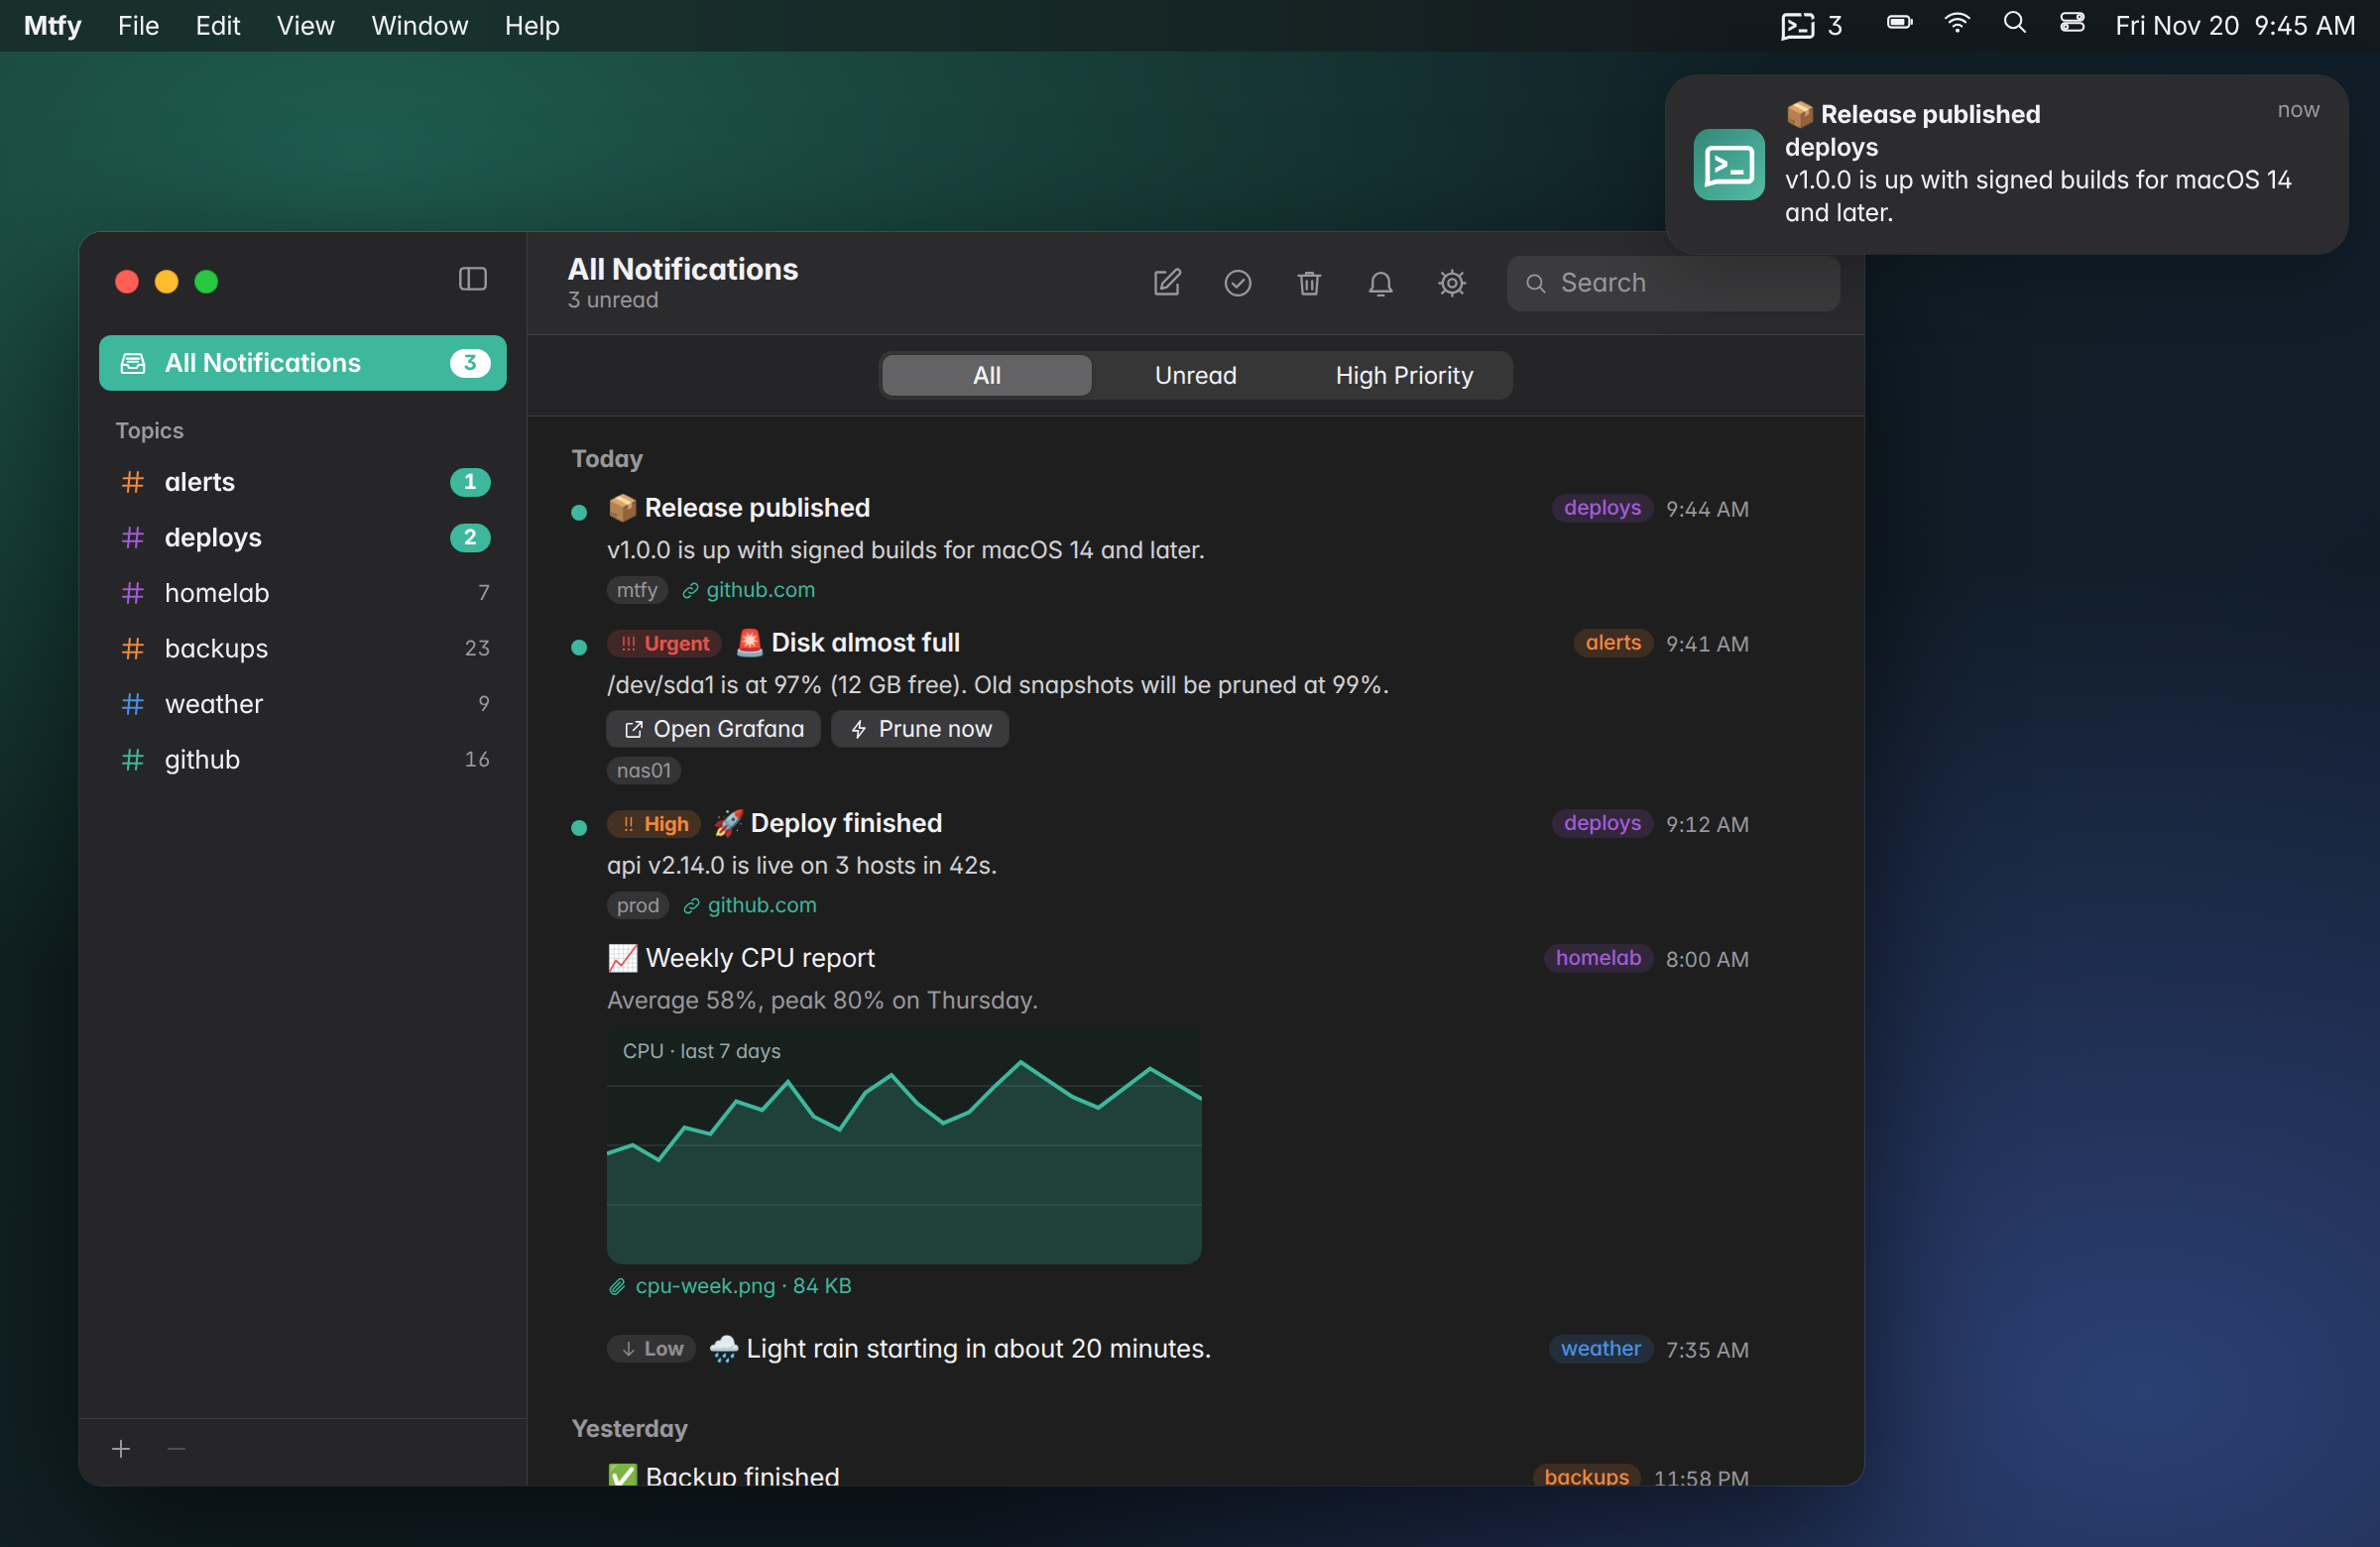 Mtfy File Edit View Window Help 3 Fri Nov 20 9:45 AM
📦 Release published now
deploys
v1.0.0 is up with signed builds for macOS 14
and later.
All Notifications 3
Topics
# alerts 1
# deploys 2
# homelab 7
# backups 23
# weather 9
# github 16
All Notifications
3 unread
Search
All Unread High Priority
Today
📦 Release published deploys 9:44 AM
v1.0.0 is up with signed builds for macOS 14 and later.
mtfy github.com
!!! Urgent 🚨 Disk almost full alerts 9:41 AM
/dev/sda1 is at 97% (12 GB free). Old snapshots will be pruned at 99%.
Open Grafana Prune now
nas01
!! High 🚀 Deploy finished deploys 9:12 AM
api v2.14.0 is live on 3 hosts in 42s.
prod github.com
📈 Weekly CPU report homelab 8:00 AM
Average 58%, peak 80% on Thursday.
CPU · last 7 days
cpu-week.png · 84 KB
↓ Low 🌧️ Light rain starting in about 20 minutes. weather 7:35 AM
Yesterday
✅ Backup finished backups 11:58 PM